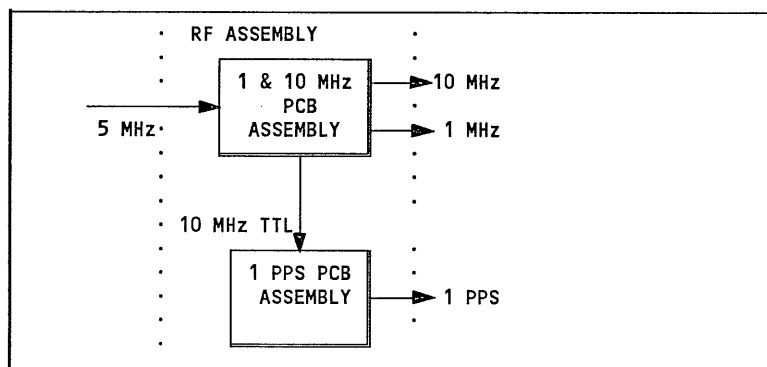 RF ASSEMBLY
1 & 10 MHz
PCB
ASSEMBLY
10 MHz
1 MHz
5 MHz
10 MHz TTL
1 PPS PCB
ASSEMBLY
1 PPS